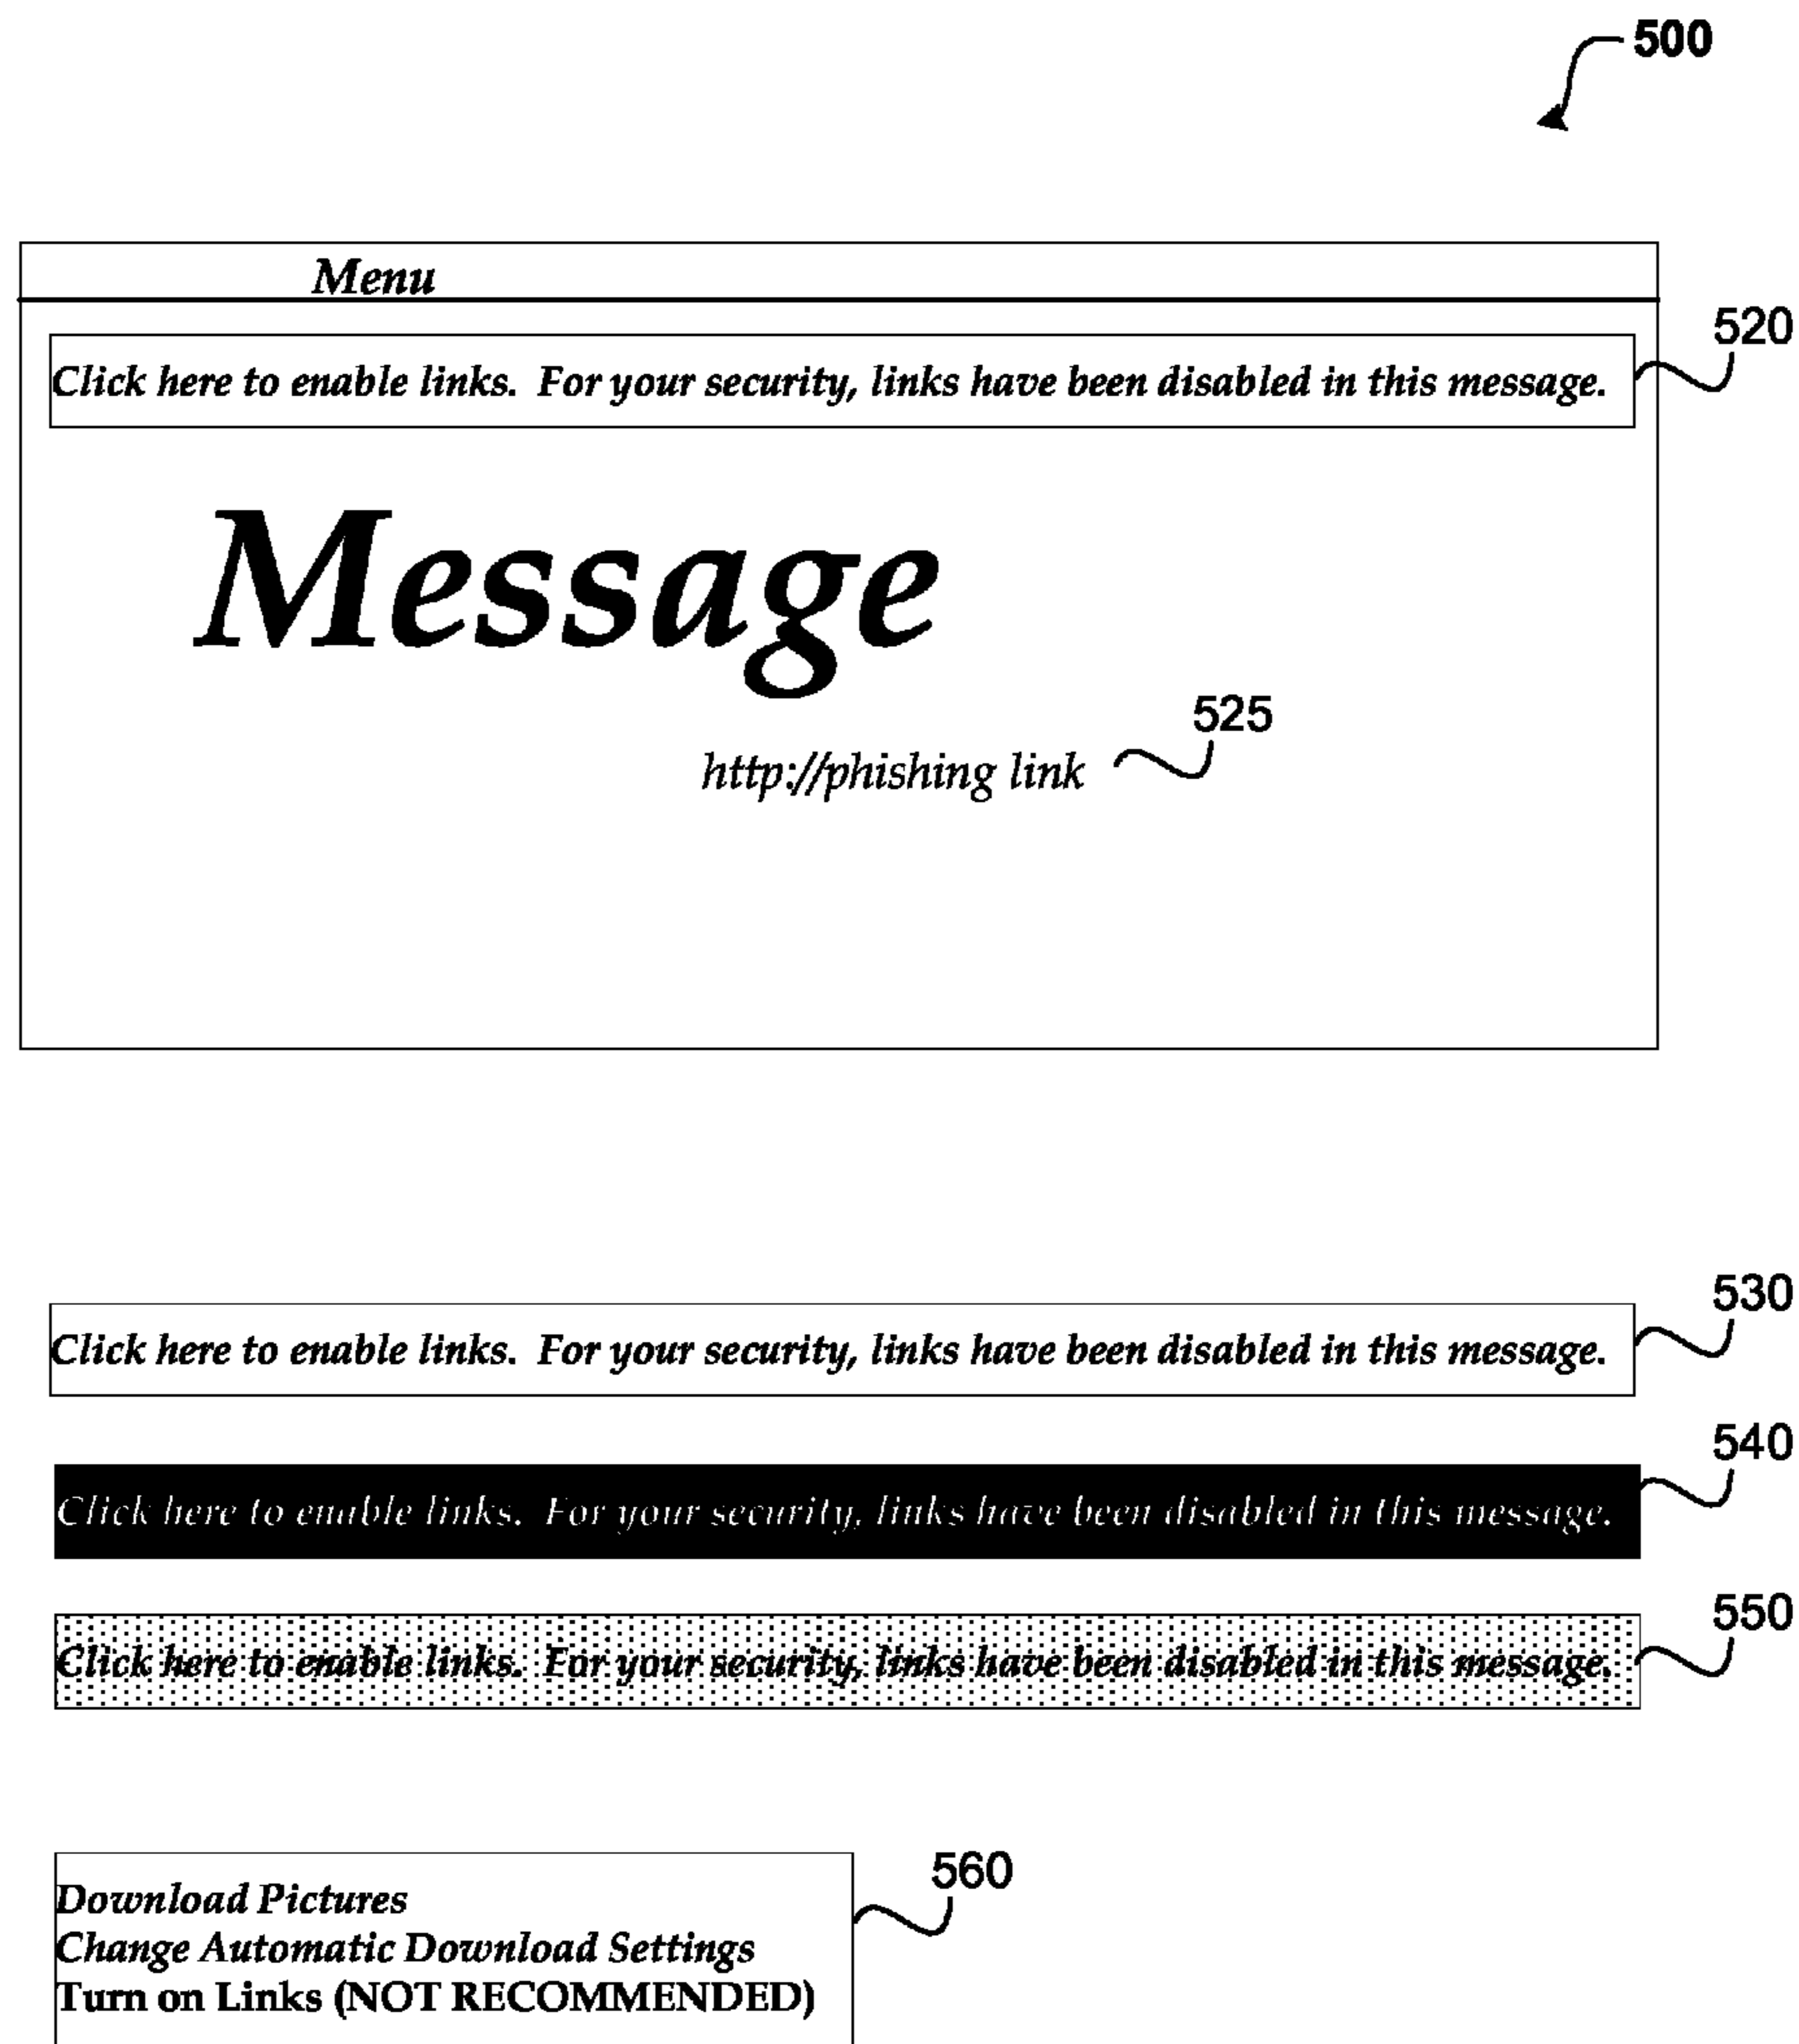 500
Menu
520
Click here to enable links.  For your security, links have been disabled in this message.
Message
525
http://phishing link
530
Click here to enable links.  For your security, links have been disabled in this message.
540
Click here to enable links.  For your security, links have been disabled in this message.
550
Click here to enable links.  For your security, links have been disabled in this message.
560
Download Pictures
Change Automatic Download Settings
Turn on Links (NOT RECOMMENDED)